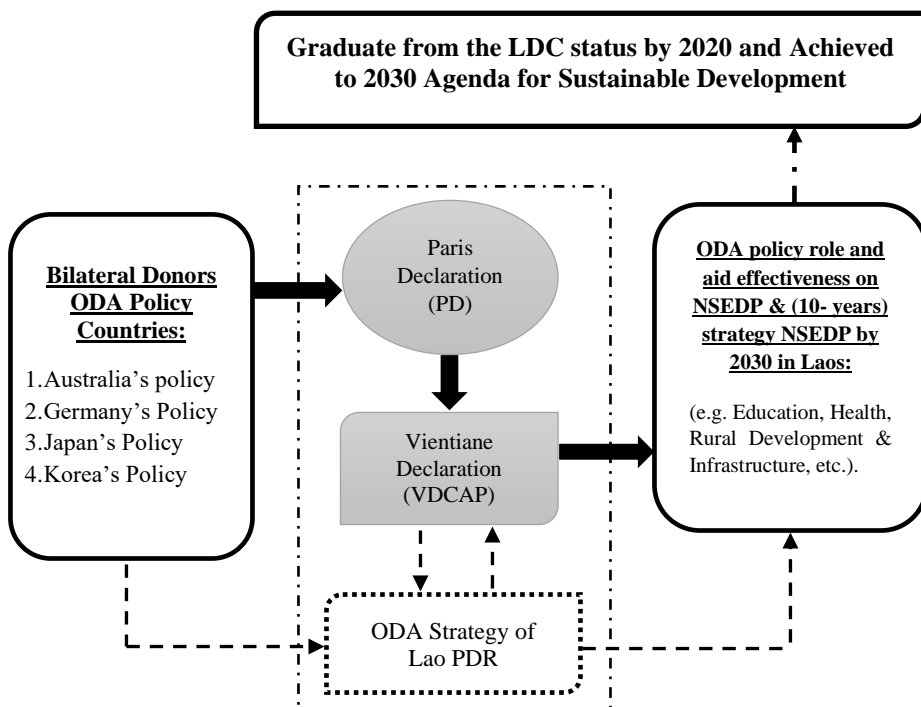 Graduate from the LDC status by 2020 and Achieved
to 2030 Agenda for Sustainable Development
Bilateral Donors
ODA Policy
Countries:
1.Australia’s policy
2.Germany’s Policy
3.Japan’s Policy
4.Korea’s Policy
Paris
Declaration
(PD)
Vientiane
Declaration
(VDCAP)
ODA Strategy of
Lao PDR
ODA policy role and
aid effectiveness on
NSEDP & (10- years)
strategy NSEDP by
2030 in Laos:
(e.g. Education, Health,
Rural Development &
Infrastructure, etc.).